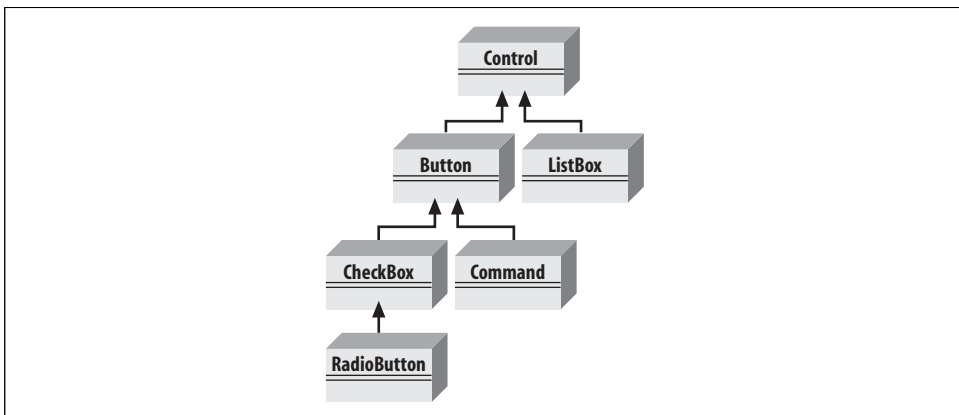 Control
Button
ListBox
CheckBox
Command
RadioButton